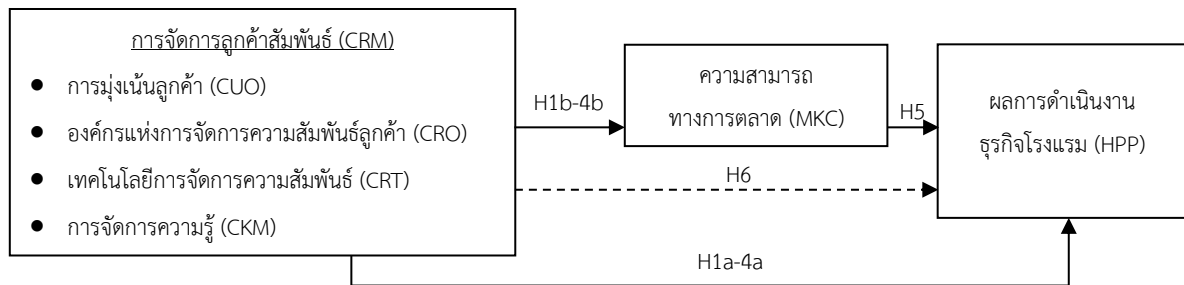 การจัดการลูกค้าสัมพันธ์ (CRM)
● การมุ่งเน้นลูกค้า (CUO)
● องค์กรแห่งการจัดการความสัมพันธ์ลูกค้า (CRO)
● เทคโนโลยีการจัดการความสัมพันธ์ (CRT)
● การจัดการความรู้ (CKM)
H1b-4b
ความสามารถ
ทางการตลาด (MKC)
H5
ผลการดำเนินงาน
ธุรกิจโรงแรม (HPP)
H6
H1a-4a